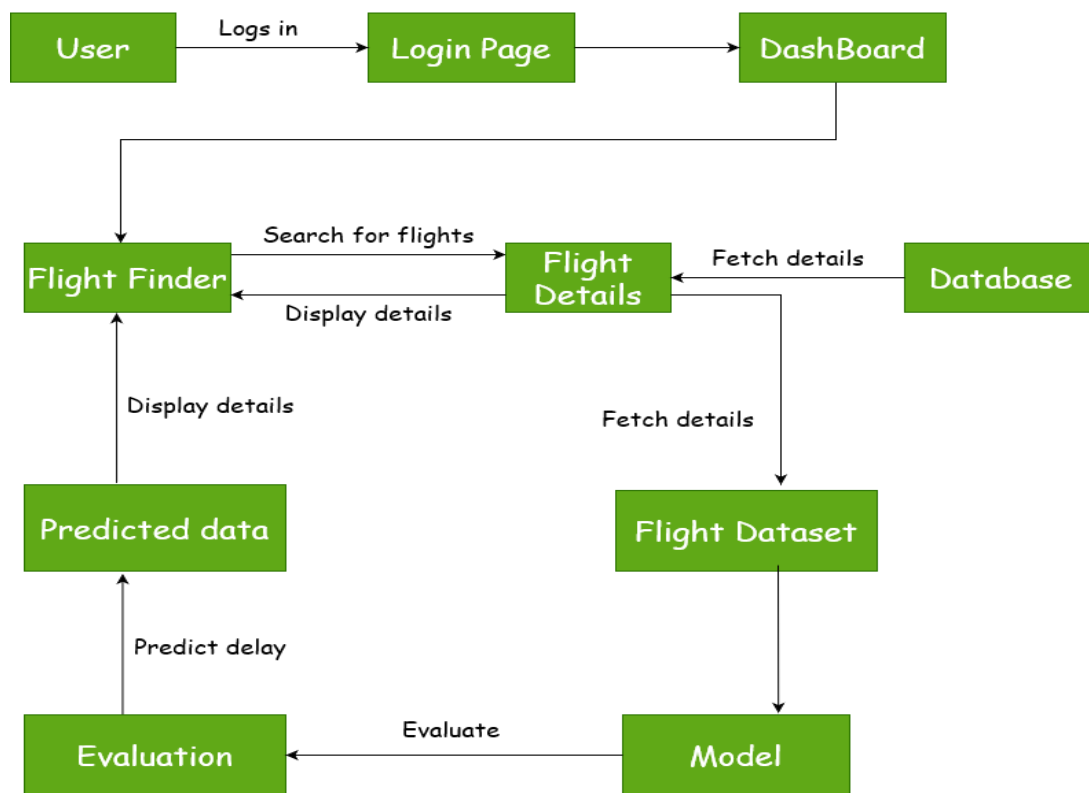 User
Logs in
Login Page
DashBoard
Flight Finder
Search for flights
Display details
Flight
Details
Fetch details
Database
Display details
Fetch details
Predicted data
Flight Dataset
Predict delay
Evaluation
Evaluate
Model